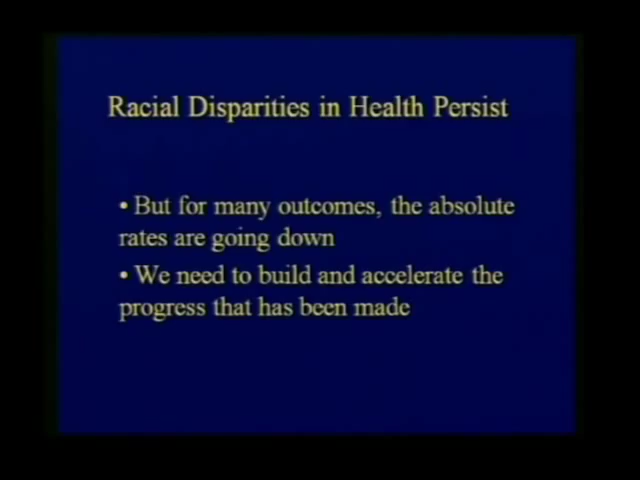 Racial Disparities in Health Persist
• But for many outcomes, the absolute
rates are going down
• We need to build and accelerate the
progress that has been made